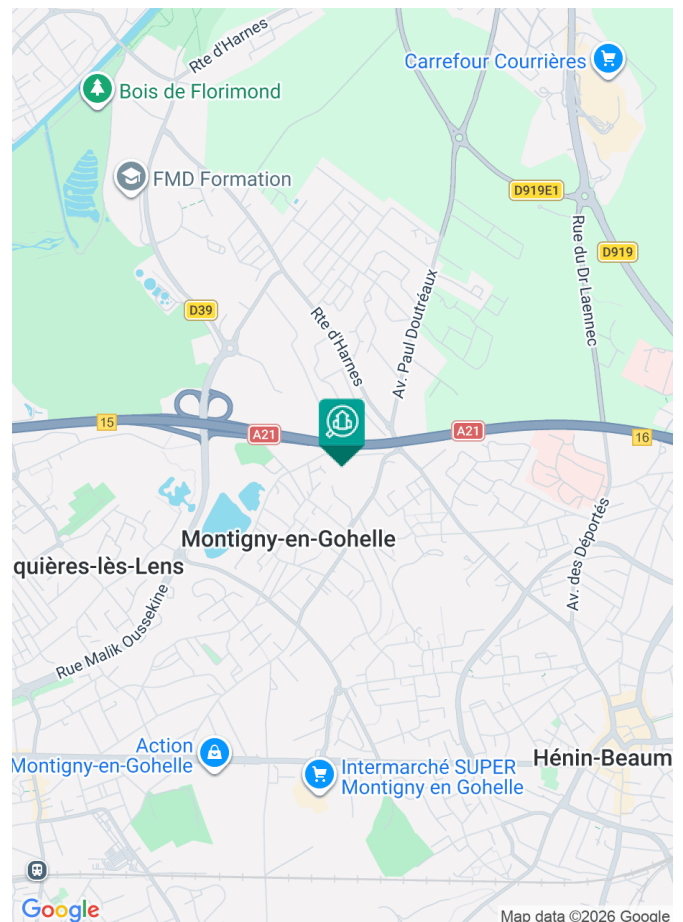 Rte d'Harnes
Carrefour Courrières
Bois de Florimond
FMD Formation
D919E1
Rue du Dr Laennec
D919
Av. Paul Doutréaux
D39
Rte d'Harnes
15
A21
A21
16
Montigny-en-Gohelle
quières-lès-Lens
Av. des Déportés
Rue Malik Oussekine
Action
Montigny-en-Gohelle
Hénin-Beaum
Intermarché SUPER
Montigny en Gohelle
Google
Map data ©2026 Google